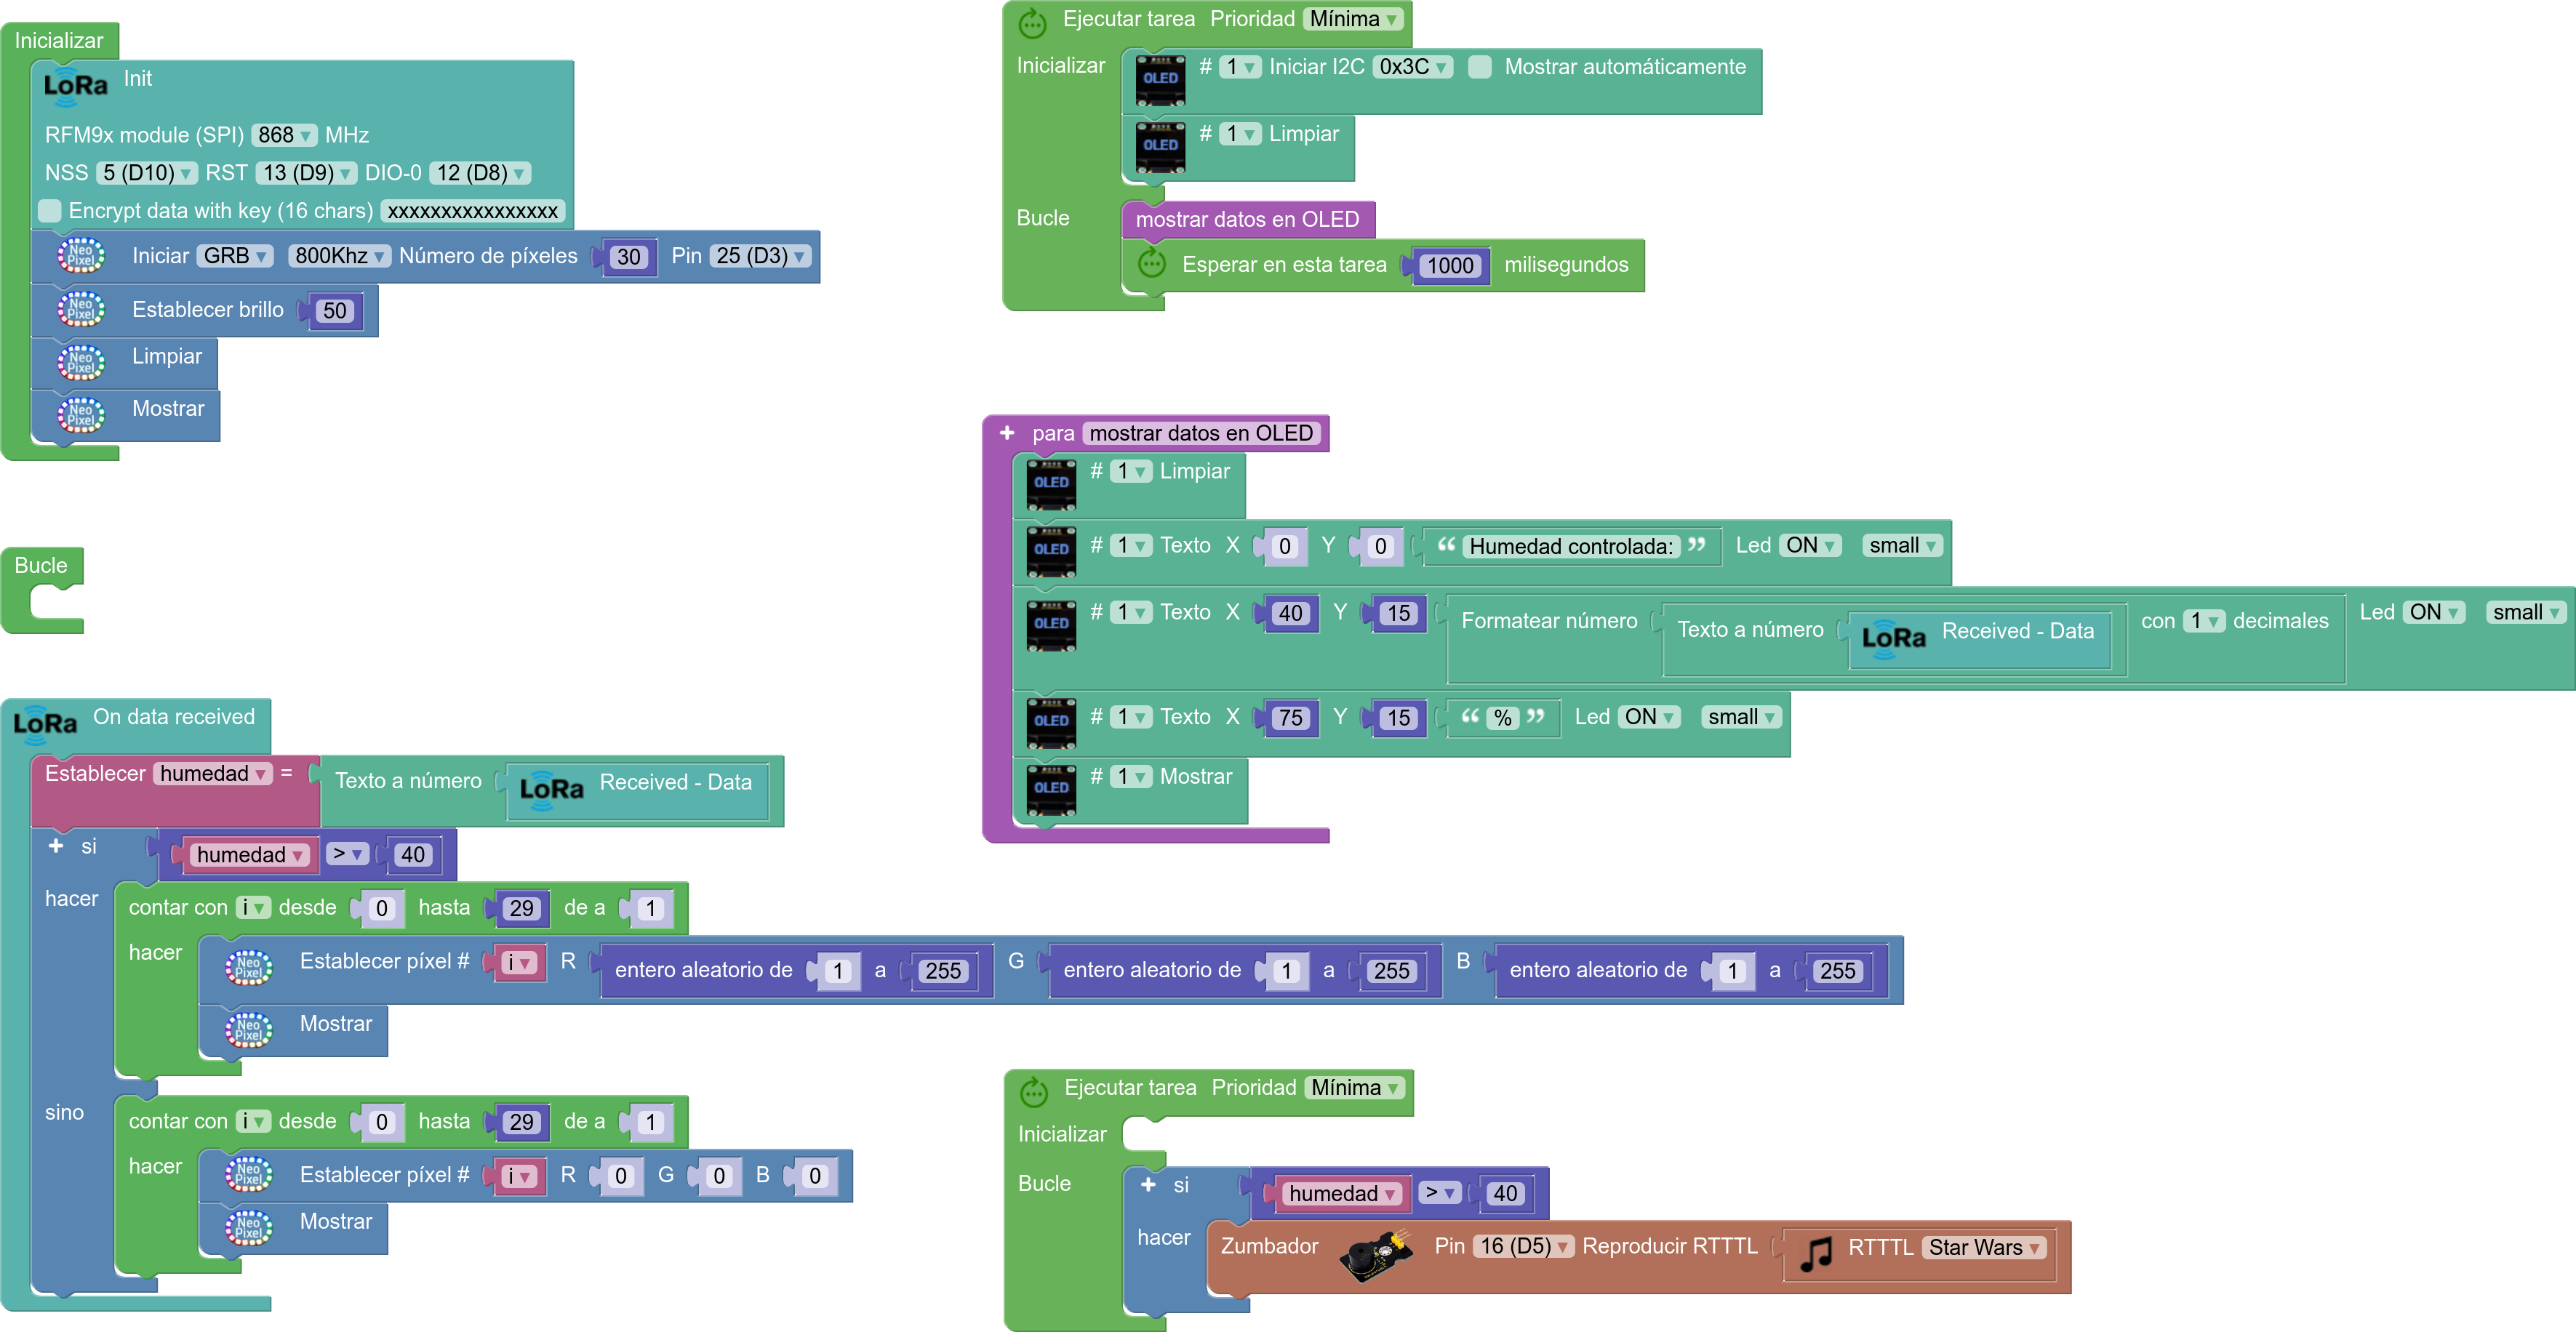 Inicializar
LoRa Init
RFM9x module (SPI) 868 MHz
NSS 5 (D10) RST 13 (D9) DIO-0 12 (D8)
Encrypt data with key (16 chars) xxxxxxxxxxxxxxxx
Neo Pixel Iniciar GRB 800Khz Número de píxeles 30 Pin 25 (D3)
Neo Pixel Establecer brillo 50
Neo Pixel Limpiar
Neo Pixel Mostrar
Bucle
LoRa On data received
Establecer humedad = Texto a número LoRa Received - Data
+ si humedad > 40
hacer contar con i desde 0 hasta 29 de a 1
hacer Neo Pixel Establecer píxel # i R entero aleatorio de 1 a 255 G entero aleatorio de 1 a 255 B entero aleatorio de 1 a 255
Neo Pixel Mostrar
sino contar con i desde 0 hasta 29 de a 1
hacer Neo Pixel Establecer píxel # i R 0 G 0 B 0
Neo Pixel Mostrar
Ejecutar tarea Prioridad Mínima
Inicializar OLED # 1 Iniciar I2C 0x3C Mostrar automáticamente
OLED # 1 Limpiar
Bucle mostrar datos en OLED
Esperar en esta tarea 1000 milisegundos
+ para mostrar datos en OLED
OLED # 1 Limpiar
OLED # 1 Texto X 0 Y 0 “ Humedad controlada: ” Led ON small
OLED # 1 Texto X 40 Y 15 Formatear número Texto a número LoRa Received - Data con 1 decimales Led ON small
OLED # 1 Texto X 75 Y 15 “ % ” Led ON small
OLED # 1 Mostrar
Ejecutar tarea Prioridad Mínima
Inicializar
Bucle + si humedad > 40
hacer Zumbador Pin 16 (D5) Reproducir RTTTL RTTTL Star Wars